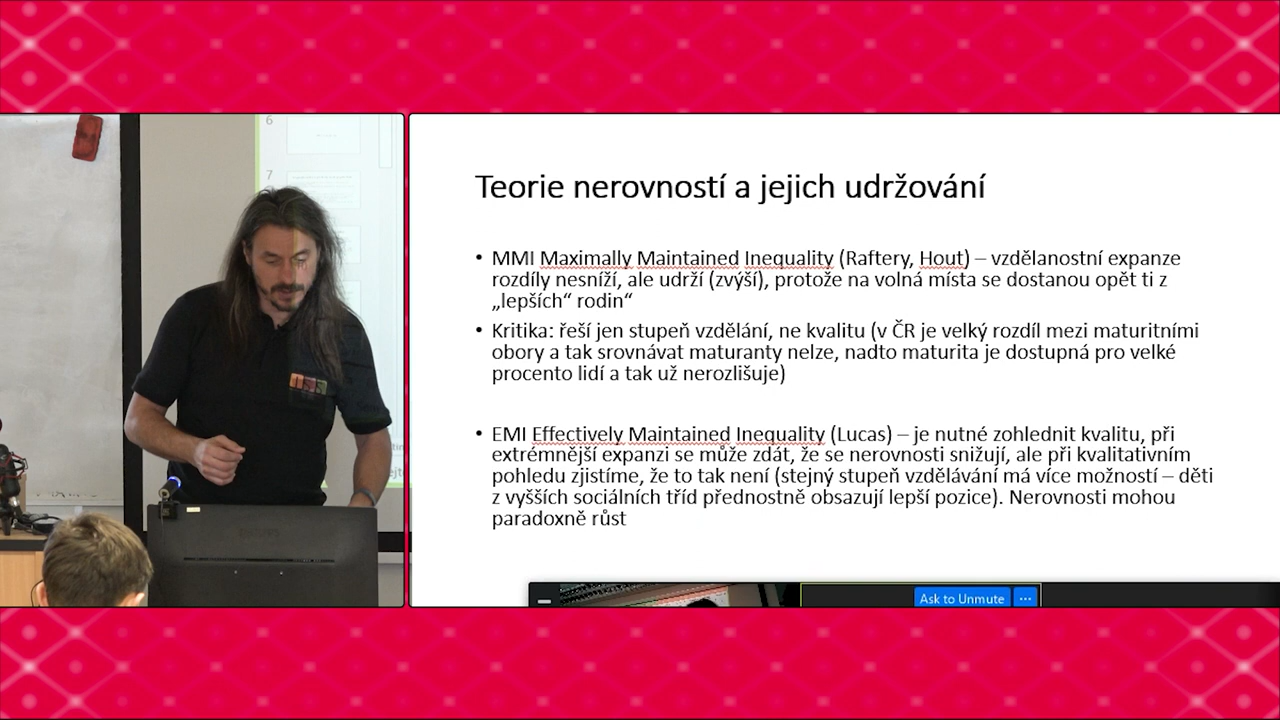 6
7
Teorie nerovností a jejich udržování
• MMI Maximally Maintained Inequality (Raftery, Hout) – vzdělanostní expanze
rozdíly nesníží, ale udrží (zvýší), protože na volná místa se dostanou opět ti z
„lepších“ rodin“
• Kritika: řeší jen stupeň vzdělání, ne kvalitu (v ČR je velký rozdíl mezi maturitními
obory a tak srovnávat maturanty nelze, nadto maturita je dostupná pro velké
procento lidí a tak už nerozlišuje)
• EMI Effectively Maintained Inequality (Lucas) – je nutné zohlednit kvalitu, při
extrémnější expanzi se může zdát, že se nerovnosti snižují, ale při kvalitativním
pohledu zjistíme, že to tak není (stejný stupeň vzdělávání má více možností – děti
z vyšších sociálních tříd přednostně obsazují lepší pozice). Nerovnosti mohou
paradoxně růst
Ask to Unmute ...